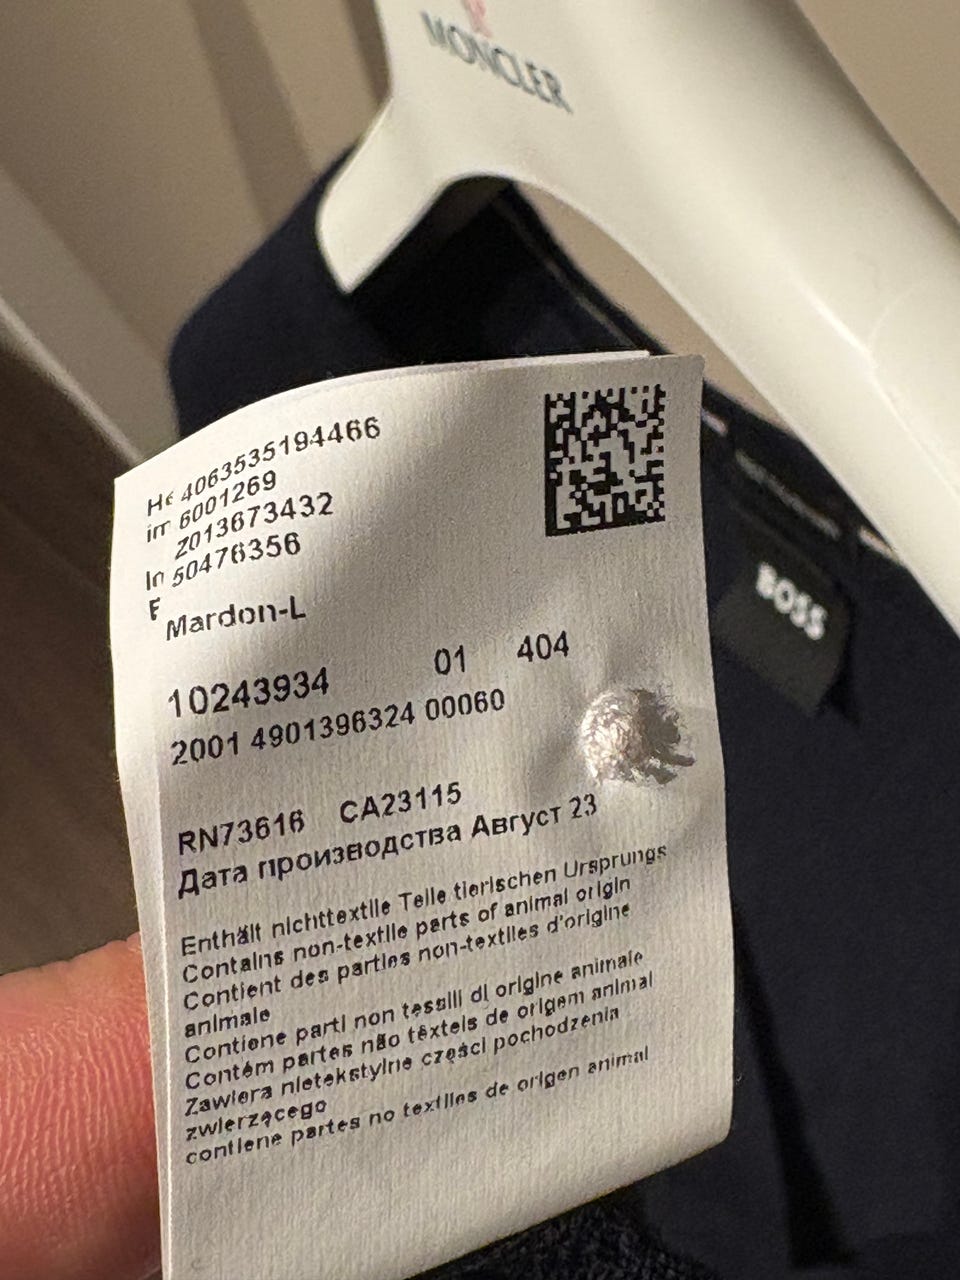 MONCLER
BOSS
He 4063535194466
im 6001269
2013673432
In 50476356
F
Mardon-L
10243934 01 404
2001 4901396324 00060
RN73616 CA23115
Дата производства Август 23
Enthält nichttextile Teile tierischen Ursprungs
Contains non-textile parts of animal origin
Contient des parties non-textiles d'origine
animale
Contiene parti non tessili di origine animale
Contém partes não têxteis de origem animal
Zawiera nietekstylne części pochodzenia
zwierzęcego
contiene partes no textiles de origen animal